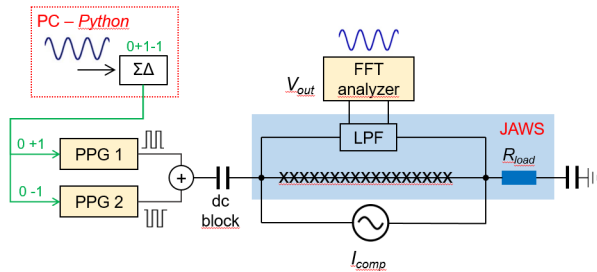 PC – Python
0+1-1
ΣΔ
0 +1
PPG 1
0 -1
PPG 2
+
dc
block
Vout
FFT
analyzer
LPF
JAWS
Rload
XXXXXXXXXXXXXXXXX
Icomp